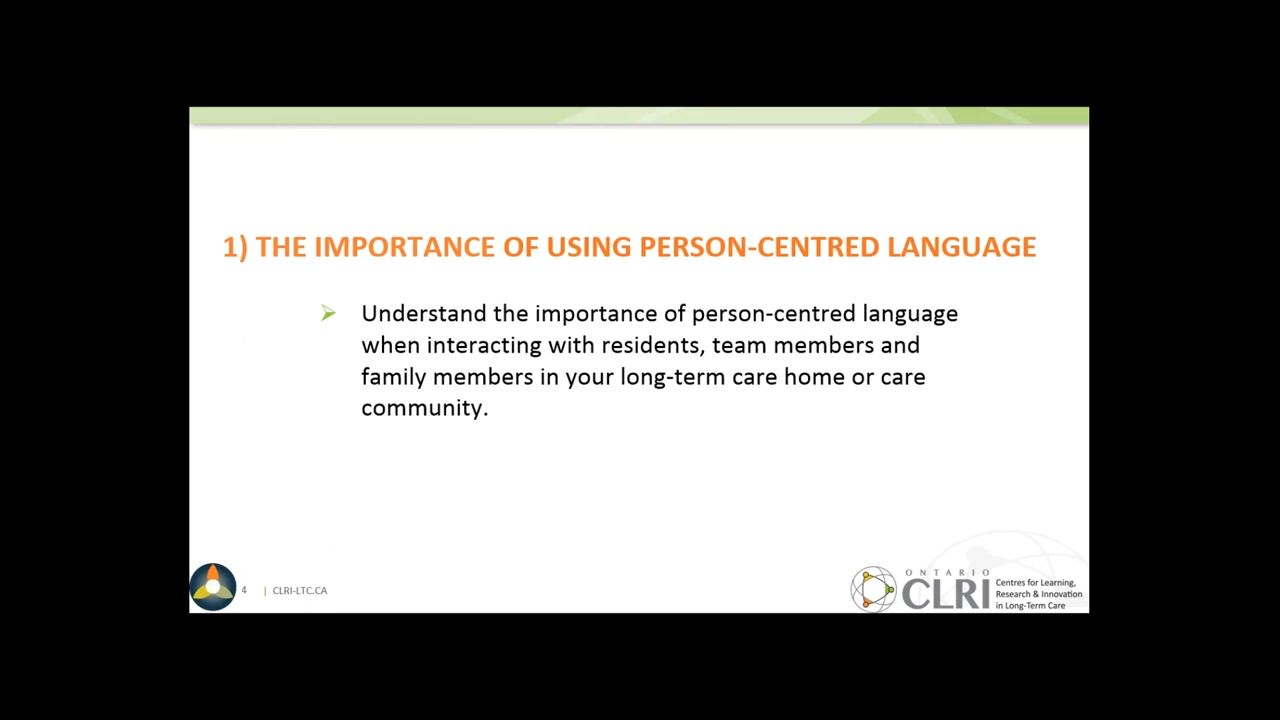 1) THE IMPORTANCE OF USING PERSON-CENTRED LANGUAGE
Understand the importance of person-centred language
when interacting with residents, team members and
family members in your long-term care home or care
community.
4 | CLRI-LTC.CA
ONTARIO
CLRI
Centres for Learning,
Research & Innovation
in Long-Term Care